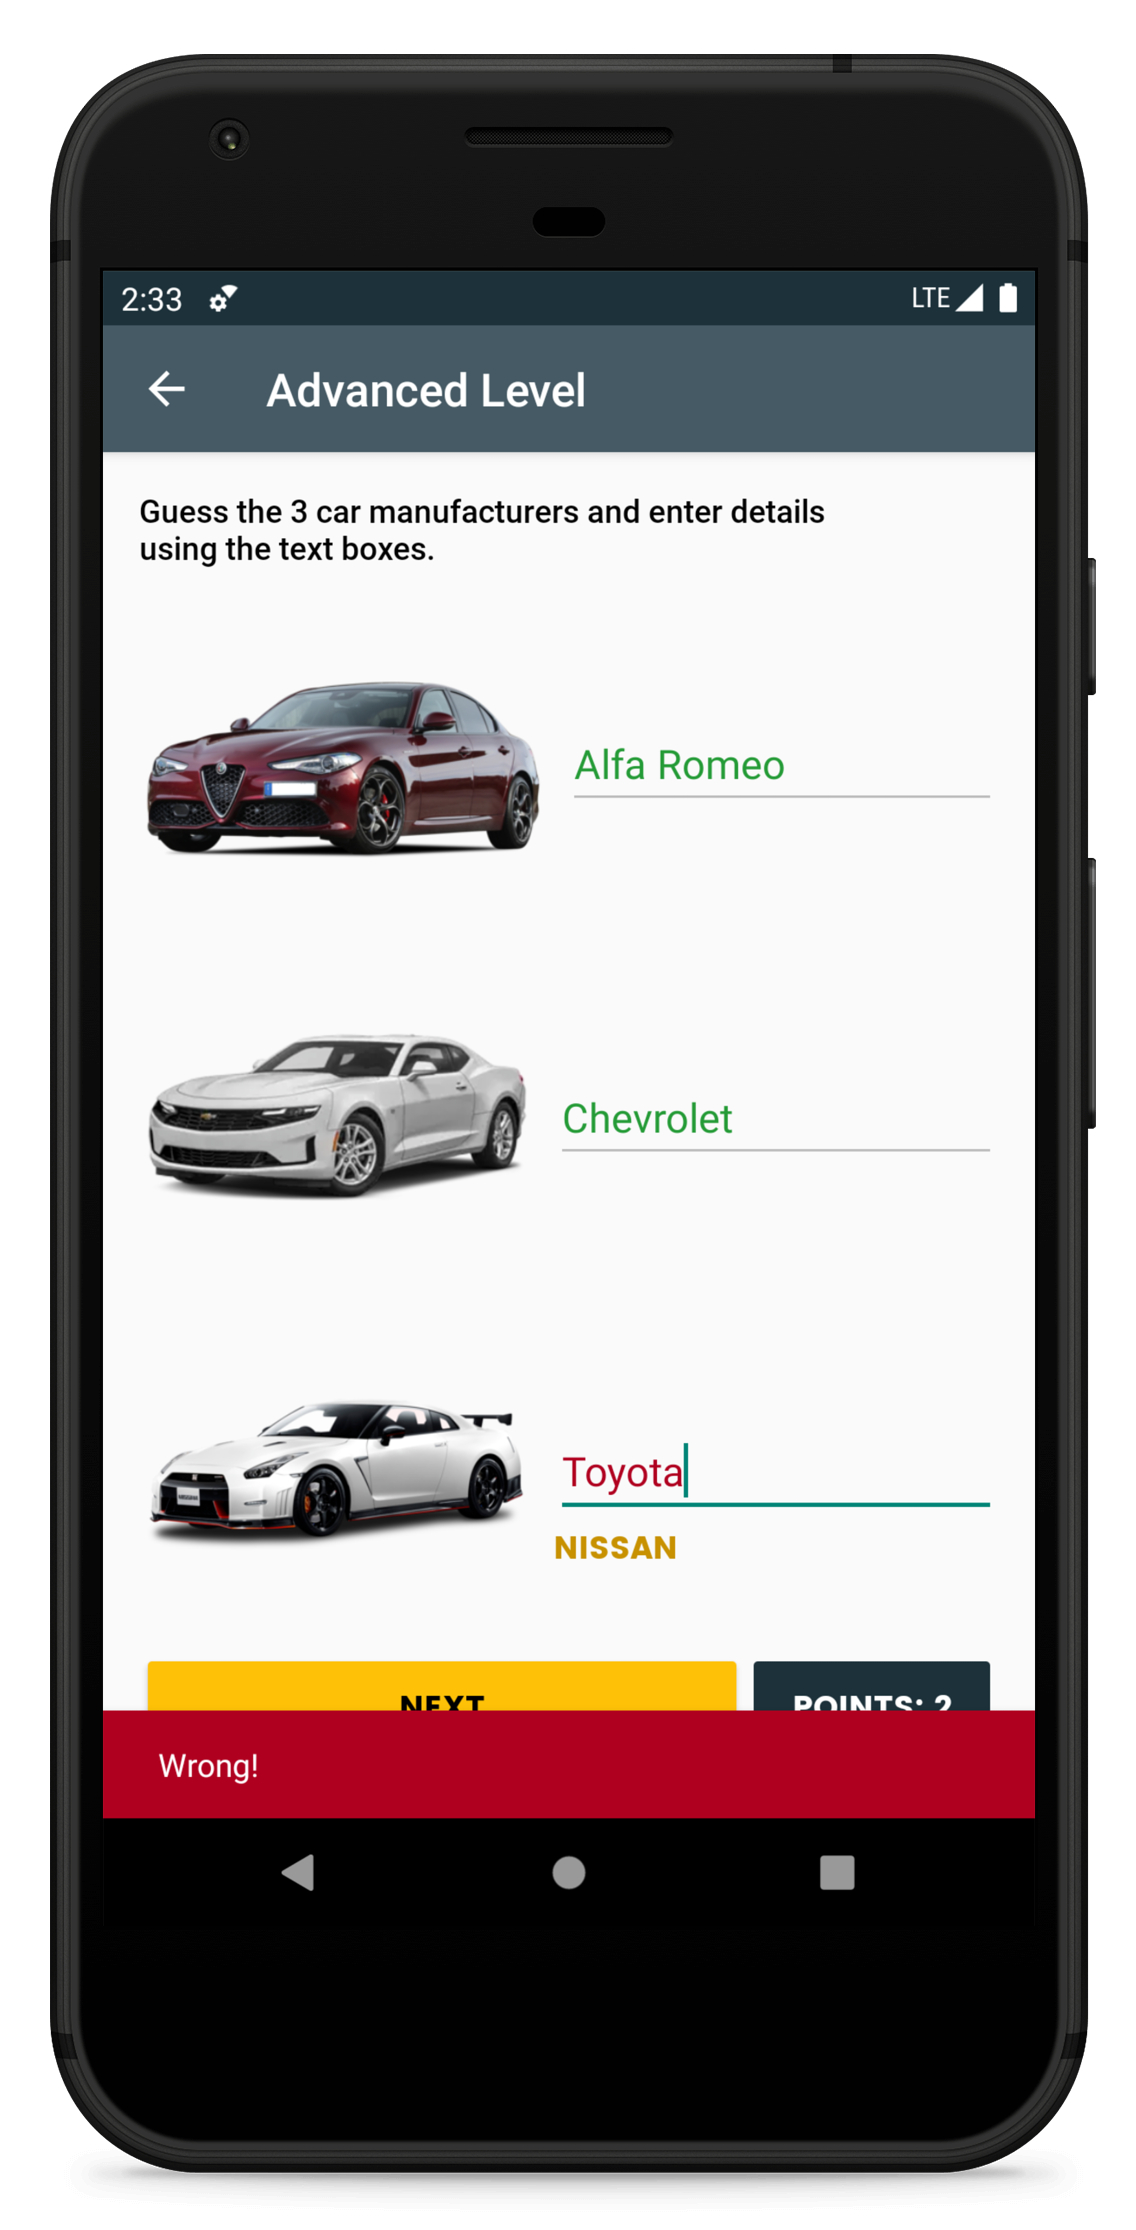 2:33
LTE
Advanced Level
Guess the 3 car manufacturers and enter details
using the text boxes.
Alfa Romeo
Chevrolet
Toyota
NISSAN
NEXT
POINTS: 2
Wrong!